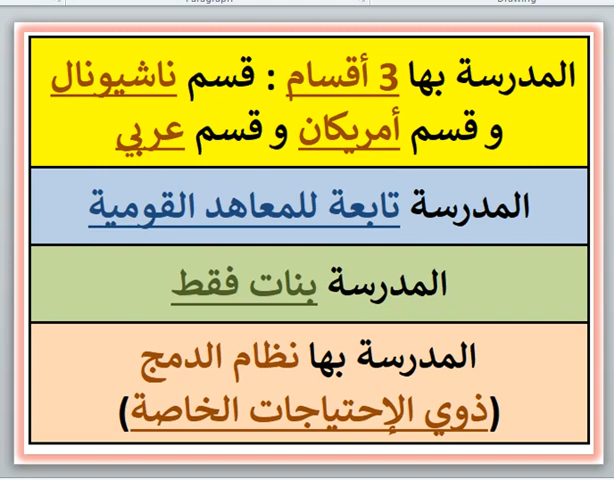 المدرسة بها 3 أقسام : قسم ناشيونال
و قسم أمريكان و قسم عربي
المدرسة تابعة للمعاهد القومية
المدرسة بنات فقط
المدرسة بها نظام الدمج
(ذوي الإحتياجات الخاصة)